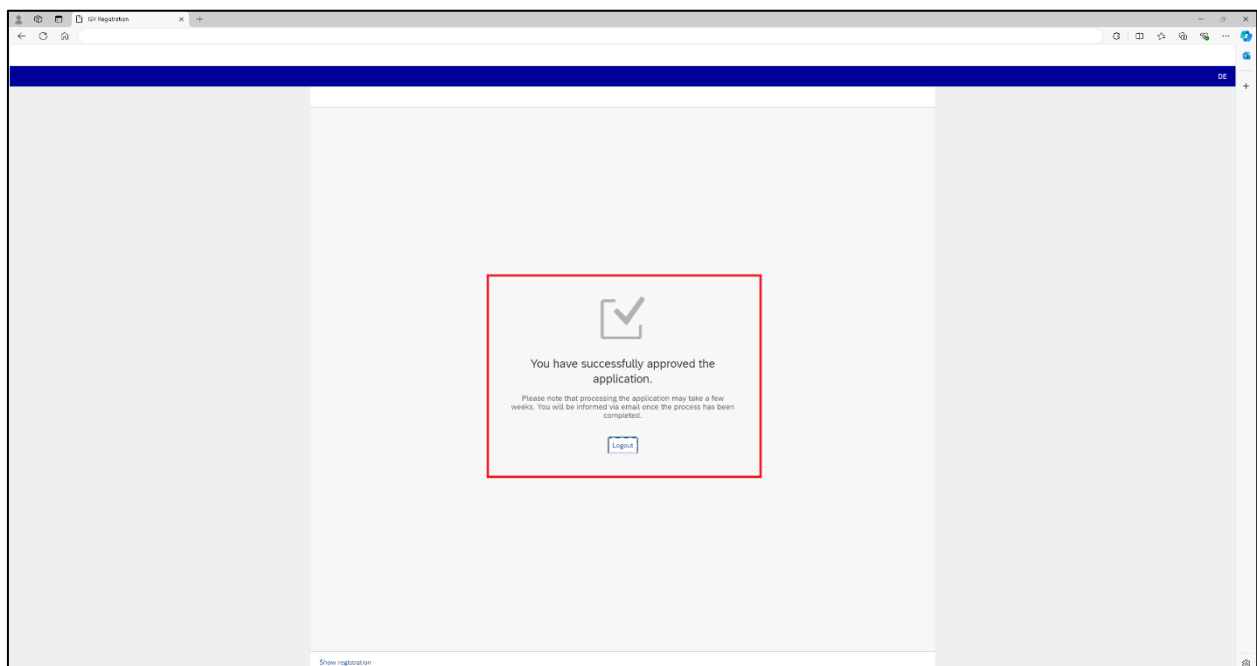 ISV Registration
DE
You have successfully approved the
application.
Please note that processing the application may take a few
weeks. You will be informed via email once the process has been
completed.
Logout
Show registration